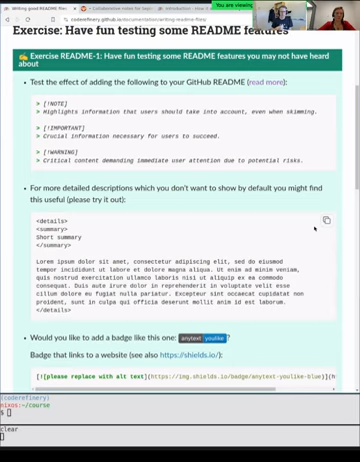 Writing good README files
Collaborative notes for
Introduction
You are viewing
coderefinery.github.io/documentation/writing-readme-files/
Exercise: Have fun testing some README features
Exercise README-1: Have fun testing some README features you may not have heard
about
• Test the effect of adding the following to your GitHub README (read more):
> [!NOTE]
> Highlights information that users should take into account, even when skimming.
> [!IMPORTANT]
> Crucial information necessary for users to succeed.
> [!WARNING]
> Critical content demanding immediate user attention due to potential risks.
• For more detailed descriptions which you don't want to show by default you might find
this useful (please try it out):
<details>
<summary>
Short summary
</summary>
Lorem ipsum dolor sit amet, consectetur adipiscing elit, sed do eiusmod
tempor incididunt ut labore et dolore magna aliqua. Ut enim ad minim veniam,
quis nostrud exercitation ullamco laboris nisi ut aliquip ex ea commodo
consequat. Duis aute irure dolor in reprehenderit in voluptate velit esse
cillum dolore eu fugiat nulla pariatur. Excepteur sint occaecat cupidatat non
proident, sunt in culpa qui officia deserunt mollit anim id est laborum.
</details>
• Would you like to add a badge like this one: anytext youlike ?
Badge that links to a website (see also https://shields.io/):
[![please replace with alt text](https://img.shields.io/badge/anytext-youlike-blue)](h
(coderefinery)
nixos:~/course
$
clear